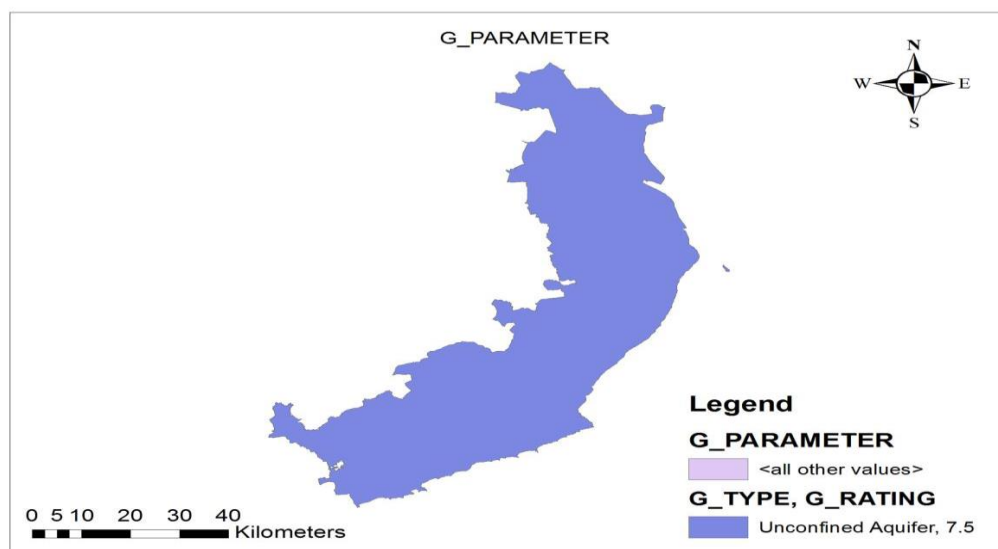 G_PARAMETER
N
W E
S
Legend
G_PARAMETER
<all other values>
G_TYPE, G_RATING
Unconfined Aquifer, 7.5
0 5 10 20 30 40
Kilometers